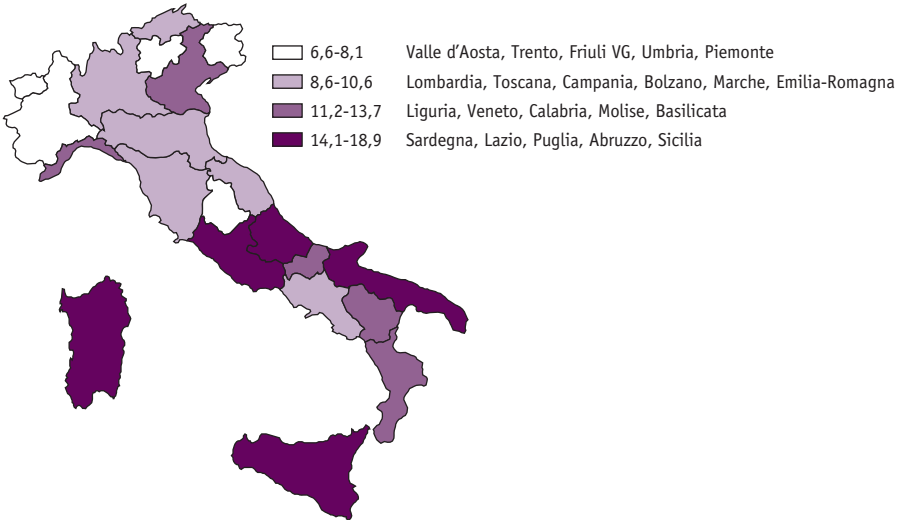 6,6-8,1 Valle d'Aosta, Trento, Friuli VG, Umbria, Piemonte
8,6-10,6 Lombardia, Toscana, Campania, Bolzano, Marche, Emilia-Romagna
11,2-13,7 Liguria, Veneto, Calabria, Molise, Basilicata
14,1-18,9 Sardegna, Lazio, Puglia, Abruzzo, Sicilia